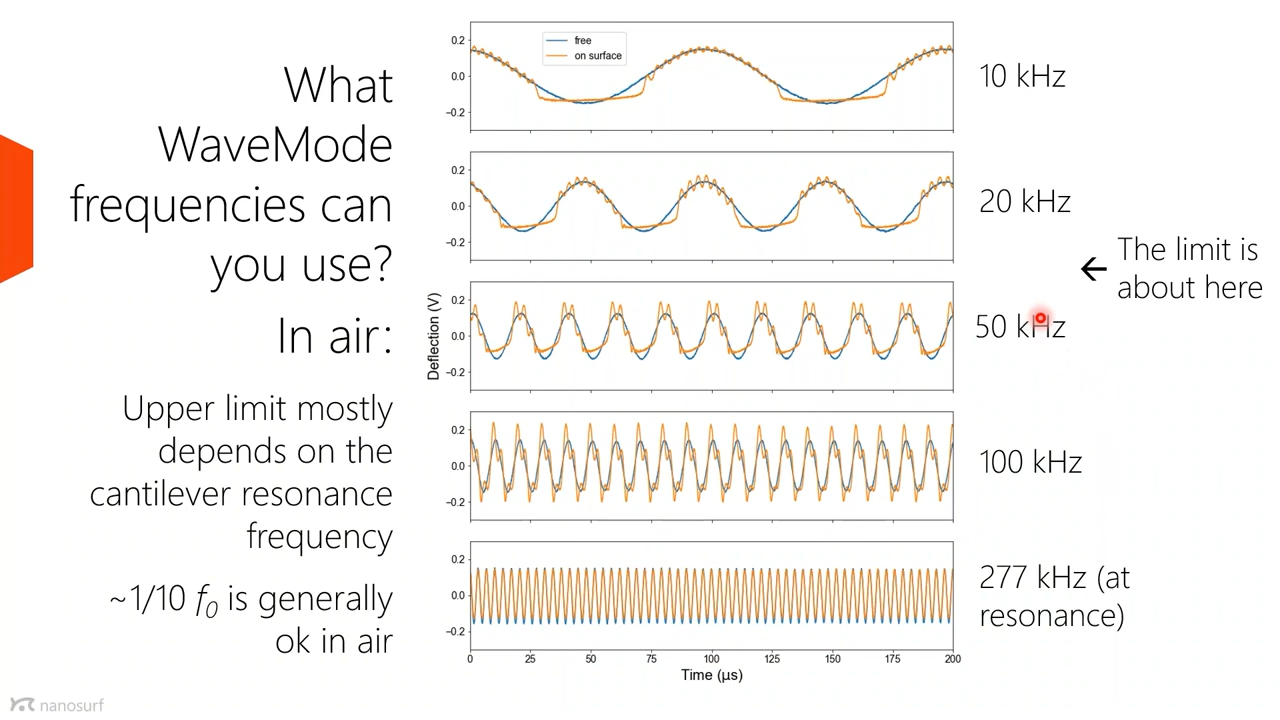 What
WaveMode
frequencies can
you use?
In air:
Upper limit mostly
depends on the
cantilever resonance
frequency
~1/10 f0 is generally
ok in air
nanosurf
free
on surface
0.2
0.0
−0.2
10 kHz
0.2
0.0
−0.2
20 kHz
The limit is
← about here
0.2
0.0
−0.2
Deflection (V)
50 kHz
0.2
0.0
−0.2
100 kHz
0.2
0.0
−0.2
277 kHz (at
resonance)
0 25 50 75 100 125 150 175 200
Time (µs)